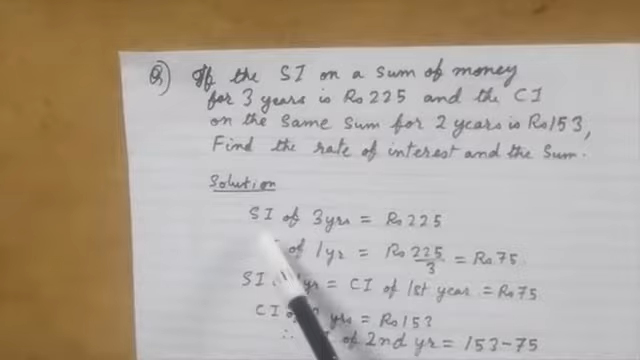 Q) If the SI on a sum of money
for 3 years is Rs 225 and the CI
on the same sum for 2 years is Rs 153,
Find the rate of interest and the sum.
Solution
SI of 3yrs = Rs 225
of 1yr = Rs 225/3 = Rs 75
SI yr = CI of 1st year = Rs 75
CI yrs = Rs 153
∴ of 2nd yr = 153-75